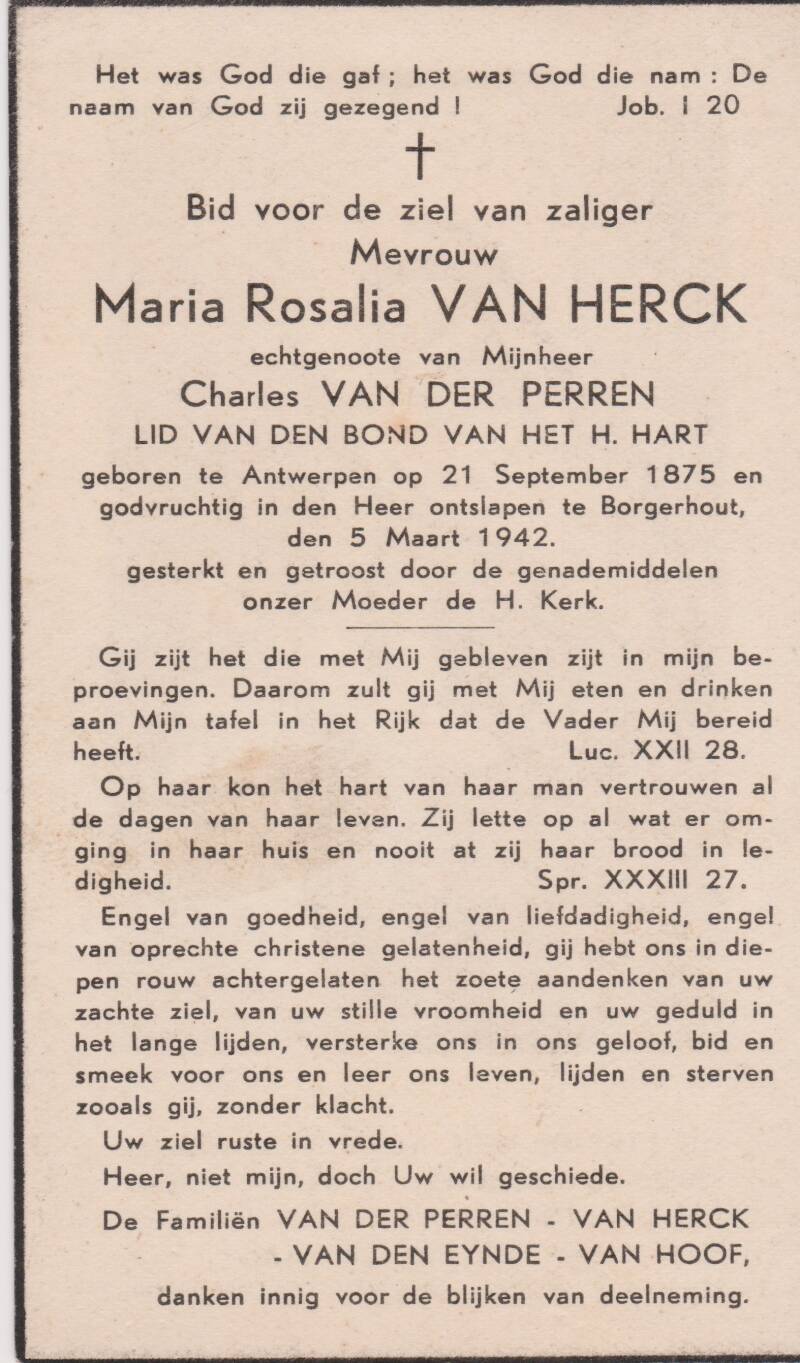 Het was God die gaf ; het was God die nam : De
naam van God zij gezegend ! Job. I 20
Bid voor de ziel van zaliger
Mevrouw
Maria Rosalia VAN HERCK
echtgenoote van Mijnheer
Charles VAN DER PERREN
LID VAN DEN BOND VAN HET H. HART
geboren te Antwerpen op 21 September 1875 en
godvruchtig in den Heer ontslapen te Borgerhout,
den 5 Maart 1942.
gesterkt en getroost door de genademiddelen
onzer Moeder de H. Kerk.
Gij zijt het die met Mij gebleven zijt in mijn be-
proevingen. Daarom zult gij met Mij eten en drinken
aan Mijn tafel in het Rijk dat de Vader Mij bereid
heeft. Luc. XXII 28.
Op haar kon het hart van haar man vertrouwen al
de dagen van haar leven. Zij lette op al wat er om-
ging in haar huis en nooit at zij haar brood in le-
digheid. Spr. XXXIII 27.
Engel van goedheid, engel van liefdadigheid, engel
van oprechte christene gelatenheid, gij hebt ons in die-
pen rouw achtergelaten het zoete aandenken van uw
zachte ziel, van uw stille vroomheid en uw geduld in
het lange lijden, versterke ons in ons geloof, bid en
smeek voor ons en leer ons leven, lijden en sterven
zooals gij, zonder klacht.
Uw ziel ruste in vrede.
Heer, niet mijn, doch Uw wil geschiede.
De Familiën VAN DER PERREN - VAN HERCK
- VAN DEN EYNDE - VAN HOOF,
danken innig voor de blijken van deelneming.